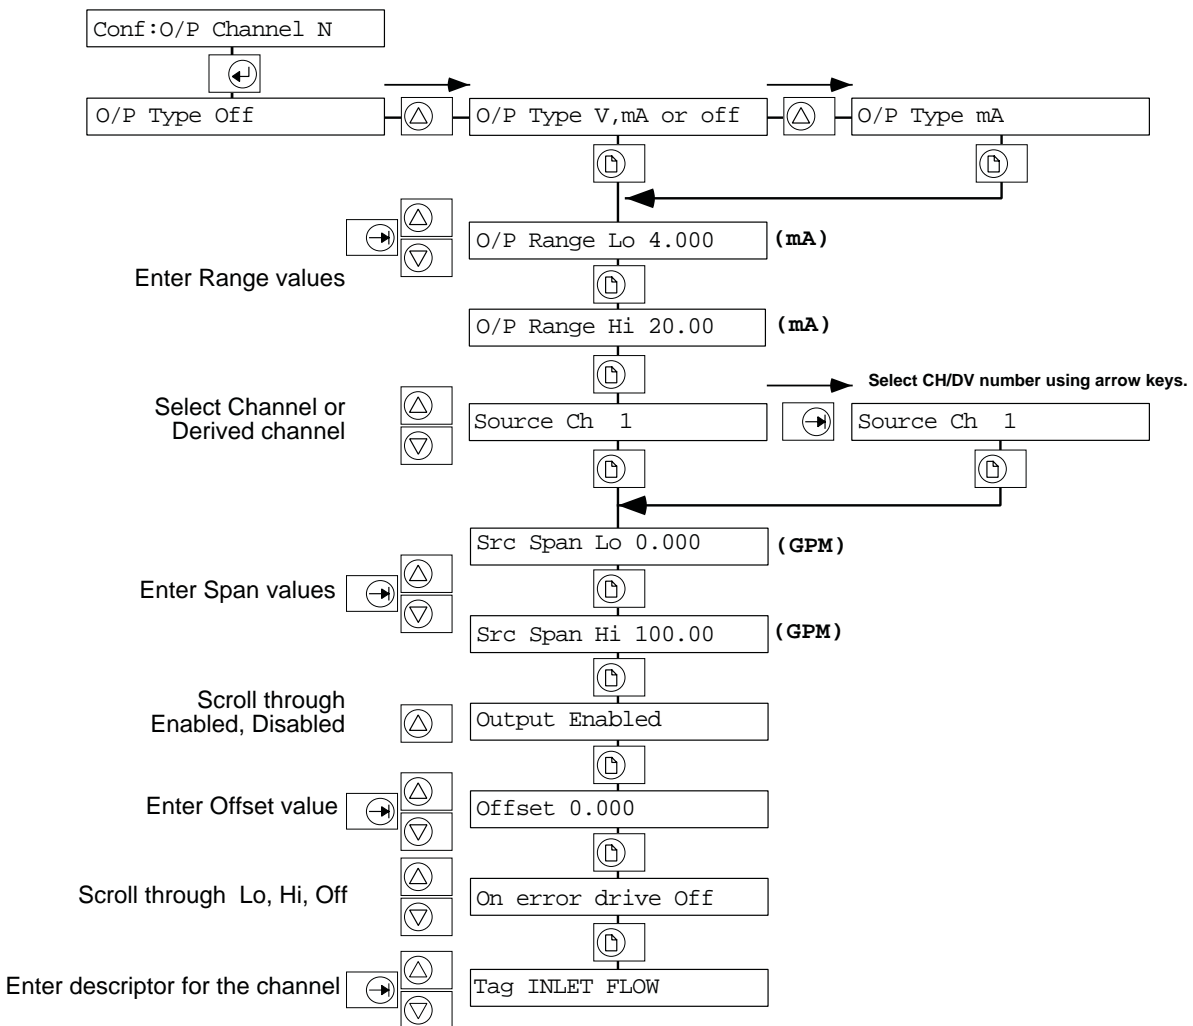 Conf:O/P Channel N
O/P Type Off
O/P Type V,mA or off
O/P Type mA
O/P Range Lo 4.000
(mA)
Enter Range values
O/P Range Hi 20.00
(mA)
Select CH/DV number using arrow keys.
Select Channel or
Derived channel
Source Ch 1
Source Ch 1
Src Span Lo 0.000
(GPM)
Enter Span values
Src Span Hi 100.00
(GPM)
Scroll through
Enabled, Disabled
Output Enabled
Enter Offset value
Offset 0.000
Scroll through Lo, Hi, Off
On error drive Off
Enter descriptor for the channel
Tag INLET FLOW